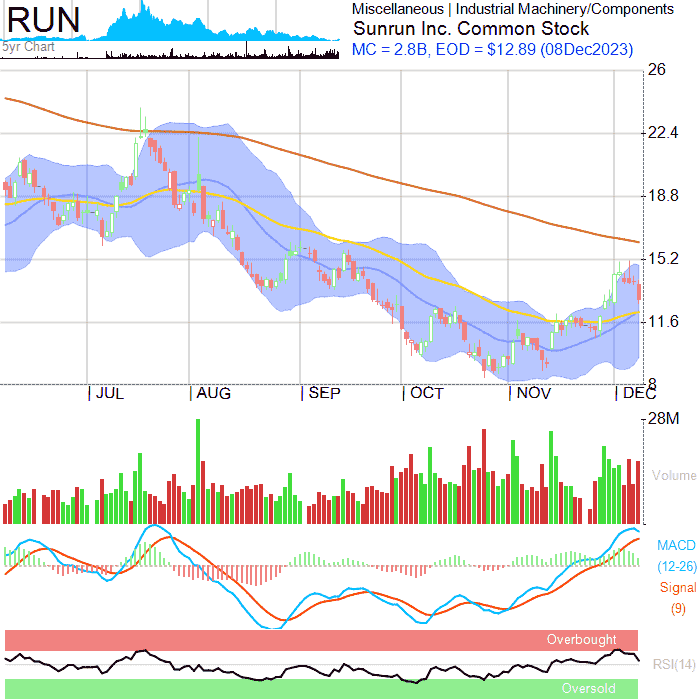 RUN
5yr Chart
Miscellaneous | Industrial Machinery/Components
Sunrun Inc. Common Stock
MC = 2.8B, EOD = $12.89 (08Dec2023)
26
22.4
18.8
15.2
11.6
8
JUL AUG SEP OCT NOV DEC
28M
Volume
MACD
(12-26)
Signal
(9)
Overbought
RSI(14)
Oversold